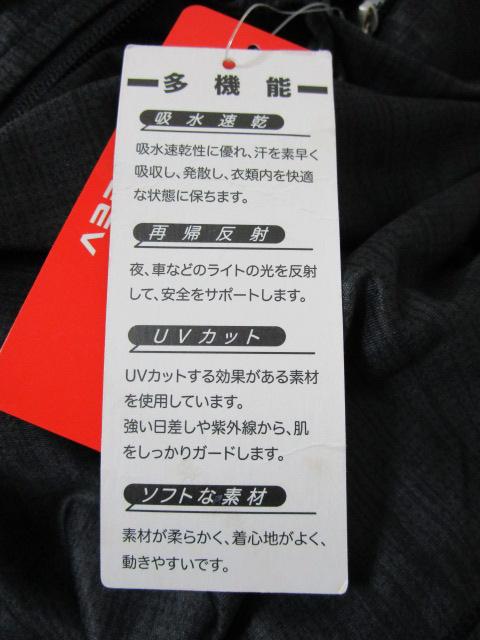 多機能
吸水速乾
吸水速乾性に優れ、汗を素早く
吸収し、発散し、衣類内を快適
な状態に保ちます。
再帰反射
夜、車などのライトの光を反射
して、安全をサポートします。
UVカット
UVカットする効果がある素材
を使用しています。
強い日差しや紫外線から、肌
をしっかりガードします。
ソフトな素材
素材が柔らかく、着心地がよく、
動きやすいです。